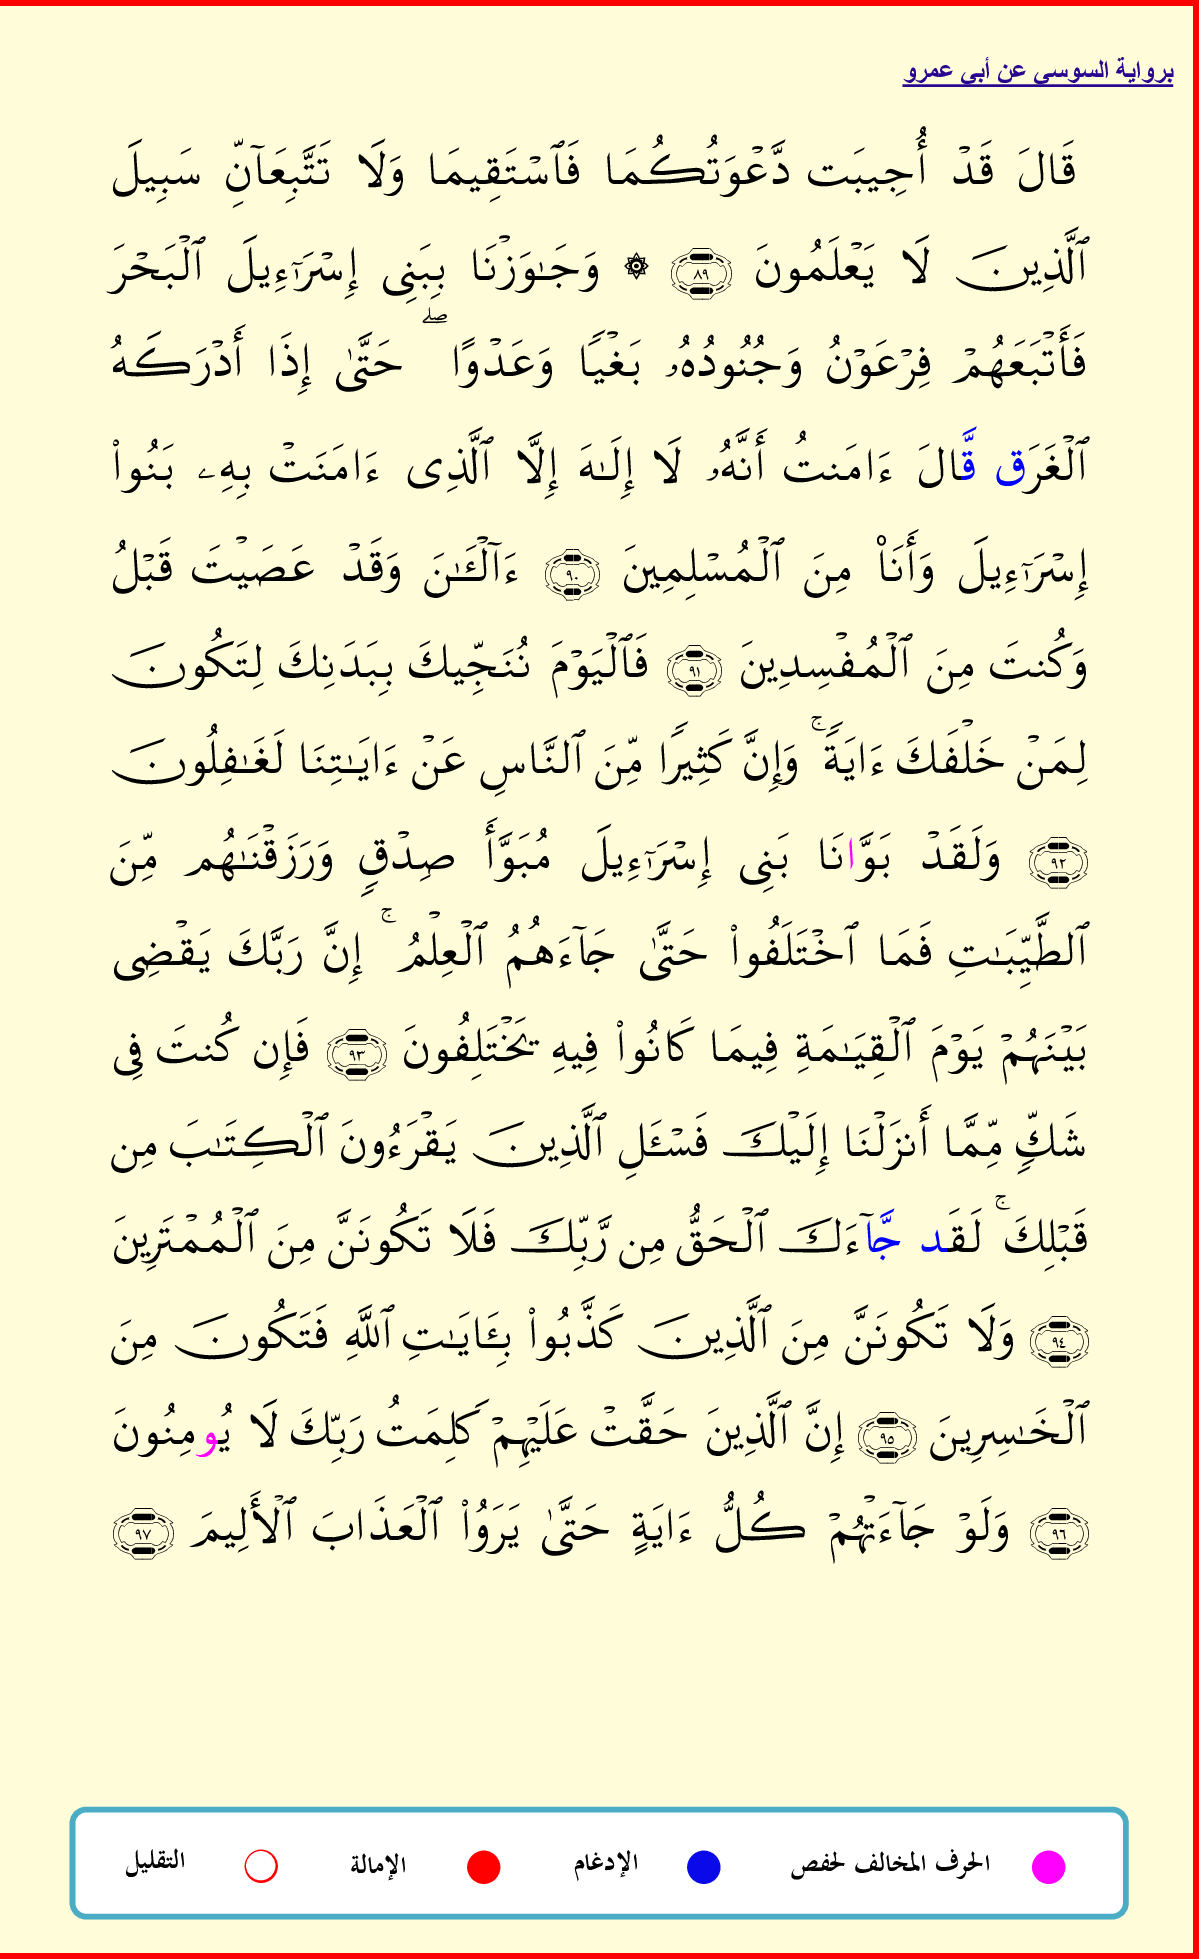 برواية السوسي عن أبي عمرو
قَالَ قَدۡ أُجِيبَت دَّعۡوَتُكُمَا فَٱسۡتَقِيمَا وَلَا تَتَّبِعَآنِّ سَبِيلَ
ٱلَّذِينَ لَا يَعۡلَمُونَ ٨٩ ۞ وَجَٰوَزۡنَا بِبَنِي إِسۡرَٰٓءِيلَ ٱلۡبَحۡرَ
فَأَتۡبَعَهُمۡ فِرۡعَوۡنُ وَجُنُودُهُۥ بَغۡيٗا وَعَدۡوًاۖ حَتَّىٰ إِذَا أَدۡرَكَهُ
ٱلۡغَرَق قَّالَ ءَامَنتُ أَنَّهُۥ لَا إِلَٰهَ إِلَّا ٱلَّذِي ءَامَنَتۡ بِهِۦ بَنُواْ
إِسۡرَٰٓءِيلَ وَأَنَا۠ مِنَ ٱلۡمُسۡلِمِينَ ٩٠ ءَآلۡـَٰٔنَ وَقَدۡ عَصَيۡتَ قَبۡلُ
وَكُنتَ مِنَ ٱلۡمُفۡسِدِينَ ٩١ فَٱلۡيَوۡمَ نُنَجِّيكَ بِبَدَنِكَ لِتَكُونَ
لِمَنۡ خَلۡفَكَ ءَايَةٗۚ وَإِنَّ كَثِيرٗا مِّنَ ٱلنَّاسِ عَنۡ ءَايَٰتِنَا لَغَٰفِلُونَ
٩٢ وَلَقَدۡ بَوَّانَا بَنِي إِسۡرَٰٓءِيلَ مُبَوَّأَ صِدۡقٖ وَرَزَقۡنَٰهُم مِّنَ
ٱلطَّيِّبَٰتِ فَمَا ٱخۡتَلَفُواْ حَتَّىٰ جَآءَهُمُ ٱلۡعِلۡمُۚ إِنَّ رَبَّكَ يَقۡضِي
بَيۡنَهُمۡ يَوۡمَ ٱلۡقِيَٰمَةِ فِيمَا كَانُواْ فِيهِ يَخۡتَلِفُونَ ٩٣ فَإِن كُنتَ فِي
شَكّٖ مِّمَّا أَنزَلۡنَا إِلَيۡكَ فَسۡـَٔلِ ٱلَّذِينَ يَقۡرَءُونَ ٱلۡكِتَٰبَ مِن
قَبۡلِكَۚ لَقَد جَّآءَكَ ٱلۡحَقُّ مِن رَّبِّكَ فَلَا تَكُونَنَّ مِنَ ٱلۡمُمۡتَرِينَ
٩٤ وَلَا تَكُونَنَّ مِنَ ٱلَّذِينَ كَذَّبُواْ بِـَٔايَٰتِ ٱللَّهِ فَتَكُونَ مِنَ
ٱلۡخَٰسِرِينَ ٩٥ إِنَّ ٱلَّذِينَ حَقَّتۡ عَلَيۡهِمۡ كَلِمَتُ رَبِّكَ لَا يُومِنُونَ
٩٦ وَلَوۡ جَآءَتۡهُمۡ كُلُّ ءَايَةٍ حَتَّىٰ يَرَوُاْ ٱلۡعَذَابَ ٱلۡأَلِيمَ ٩٧
الحرف المخالف لحفص الإدغام الإمالة التقليل